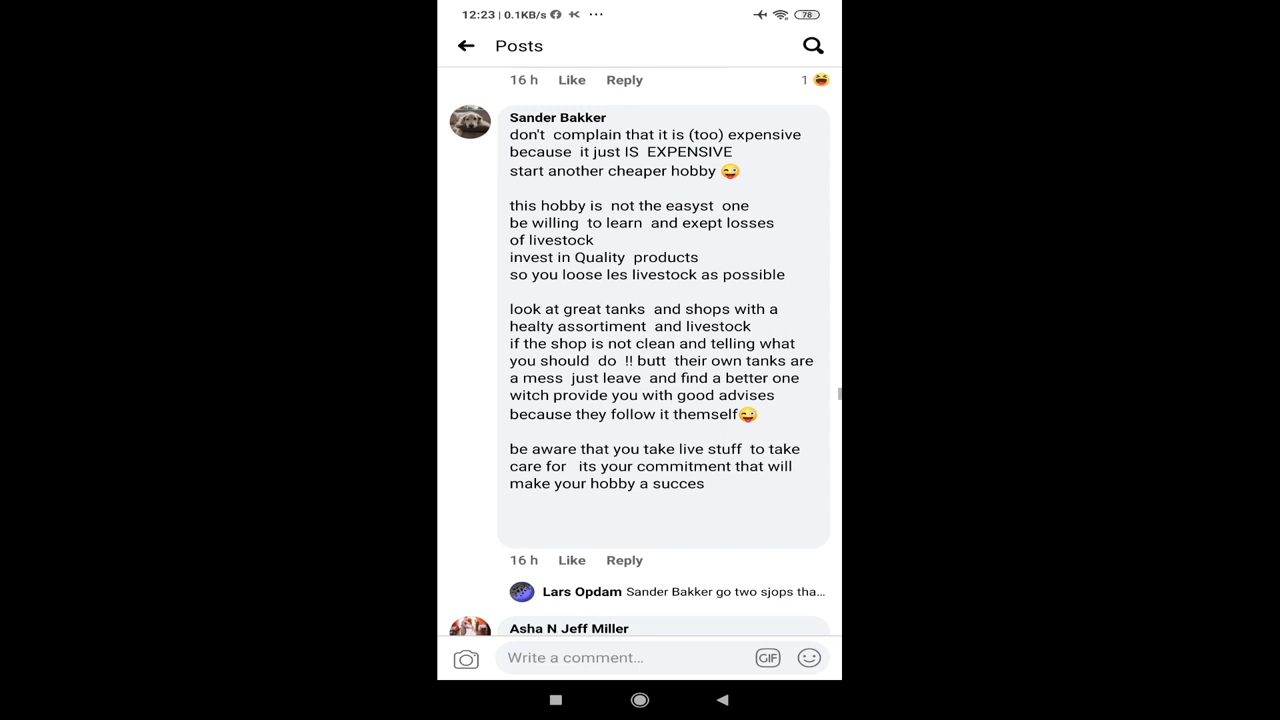 12:23 | 0.1KB/s ...
78
Posts
16 h Like Reply 1
Sander Bakker
don't complain that it is (too) expensive
because it just IS EXPENSIVE
start another cheaper hobby 😜
this hobby is not the easyst one
be willing to learn and exept losses
of livestock
invest in Quality products
so you loose les livestock as possible
look at great tanks and shops with a
healty assortiment and livestock
if the shop is not clean and telling what
you should do !! butt their own tanks are
a mess just leave and find a better one
witch provide you with good advises
because they follow it themself😜
be aware that you take live stuff to take
care for its your commitment that will
make your hobby a succes
16 h Like Reply
Lars Opdam Sander Bakker go two sjops tha...
Asha N Jeff Miller
Write a comment...
GIF